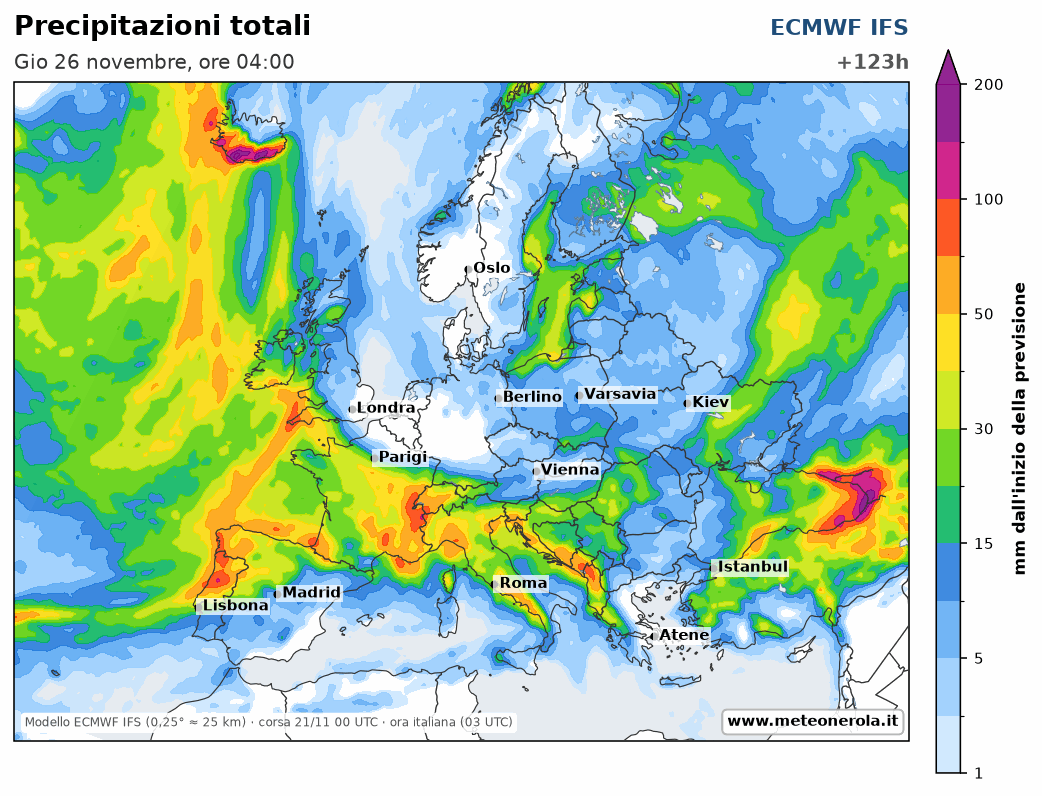 Precipitazioni totali
ECMWF IFS
Gio 26 novembre, ore 04:00
+123h
200
100
50
30
15
5
1
mm dall'inizio della previsione
Oslo
Londra
Berlino
Varsavia
Kiev
Parigi
Vienna
Istanbul
Roma
Madrid
Lisbona
Atene
Modello ECMWF IFS (0,25° ≈ 25 km) · corsa 21/11 00 UTC · ora italiana (03 UTC)
www.meteonerola.it